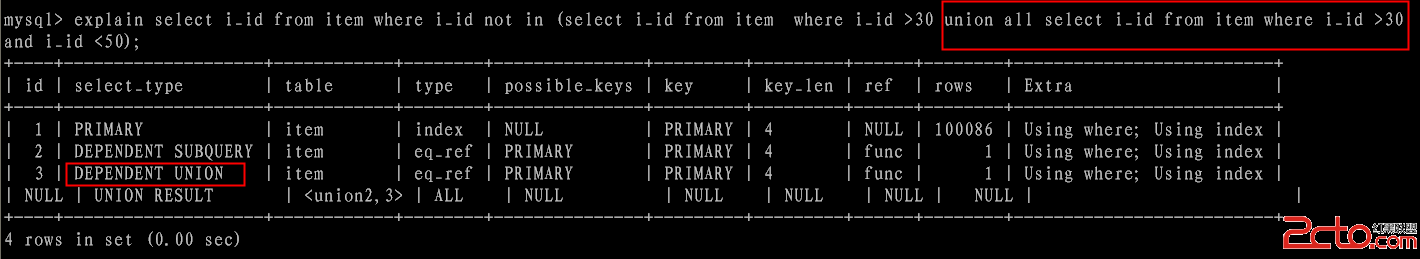 mysql> explain select i_id from item where i_id not in (select i_id from item  where i_id >30 union all select i_id from item where i_id >30
and i_id <50);
+----+--------------------+------------+--------+---------------+---------+---------+------+--------+--------------------------+
| id | select_type | table | type | possible_keys | key | key_len | ref | rows | Extra |
+----+--------------------+------------+--------+---------------+---------+---------+------+--------+--------------------------+
| 1 | PRIMARY | item | index | NULL | PRIMARY | 4 | NULL | 100086 | Using where; Using index |
| 2 | DEPENDENT SUBQUERY | item | eq_ref | PRIMARY | PRIMARY | 4 | func | 1 | Using where; Using index |
| 3 | DEPENDENT UNION | item | eq_ref | PRIMARY | PRIMARY | 4 | func | 1 | Using where; Using index |
| NULL | UNION RESULT | <union2,3> | ALL | NULL | NULL | NULL | NULL | NULL | |
+----+--------------------+------------+--------+---------------+---------+---------+------+--------+--------------------------+
4 rows in set (0.00 sec)
2cto.com
红黑联盟